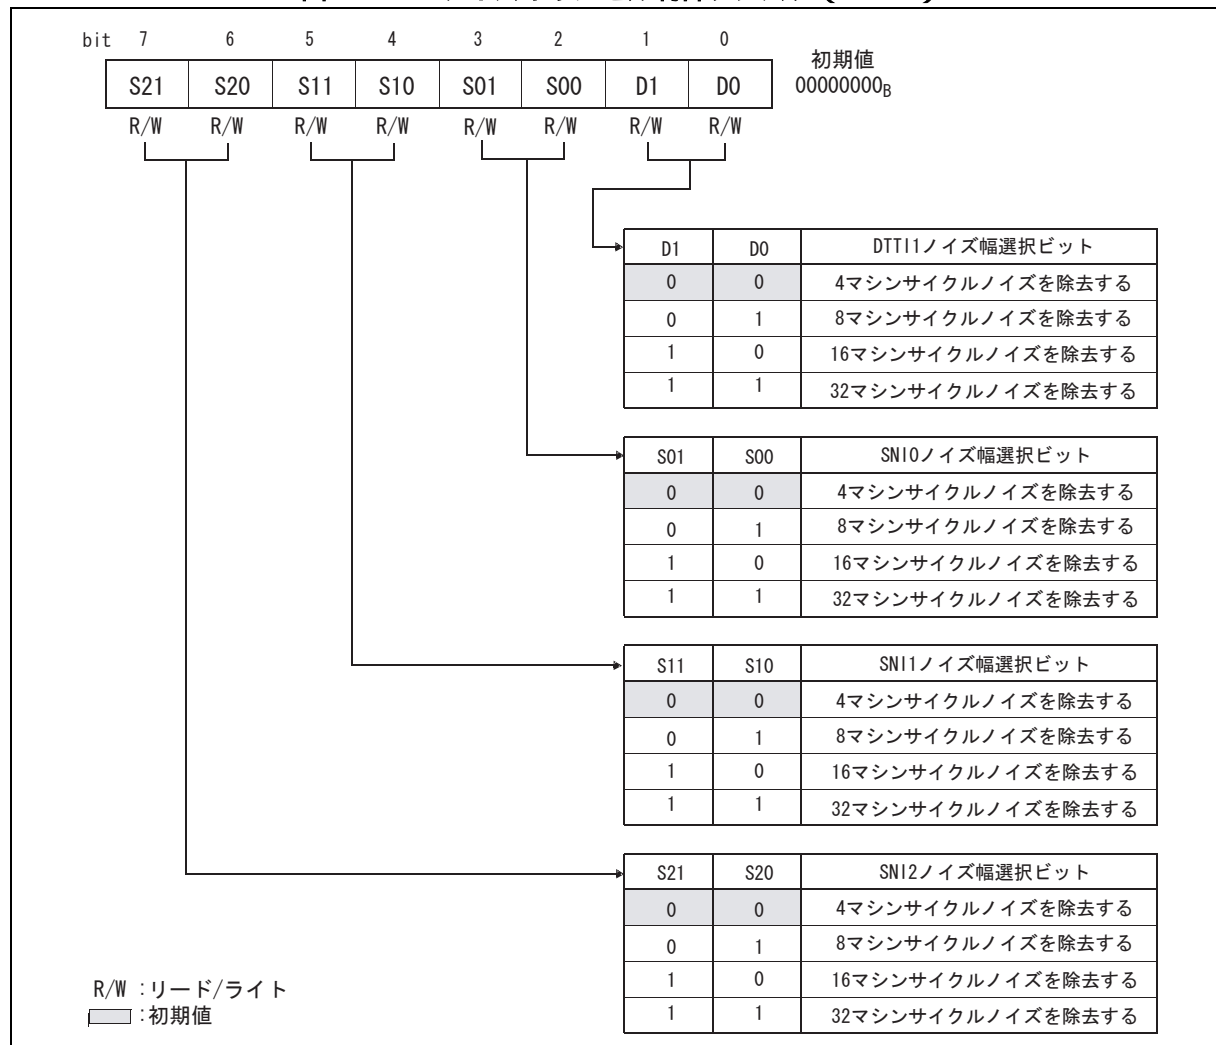 bit 7 6 5 4 3 2 1 0
初期値
S21 S20 S11 S10 S01 S00 D1 D0 00000000B
R/W R/W R/W R/W R/W R/W R/W R/W
D1 D0 DTTI1ノイズ幅選択ビット
0 0 4マシンサイクルノイズを除去する
0 1 8マシンサイクルノイズを除去する
1 0 16マシンサイクルノイズを除去する
1 1 32マシンサイクルノイズを除去する
S01 S00 SNI0ノイズ幅選択ビット
0 0 4マシンサイクルノイズを除去する
0 1 8マシンサイクルノイズを除去する
1 0 16マシンサイクルノイズを除去する
1 1 32マシンサイクルノイズを除去する
S11 S10 SNI1ノイズ幅選択ビット
0 0 4マシンサイクルノイズを除去する
0 1 8マシンサイクルノイズを除去する
1 0 16マシンサイクルノイズを除去する
1 1 32マシンサイクルノイズを除去する
S21 S20 SNI2ノイズ幅選択ビット
0 0 4マシンサイクルノイズを除去する
0 1 8マシンサイクルノイズを除去する
1 0 16マシンサイクルノイズを除去する
1 1 32マシンサイクルノイズを除去する
R/W :リード/ライト
:初期値